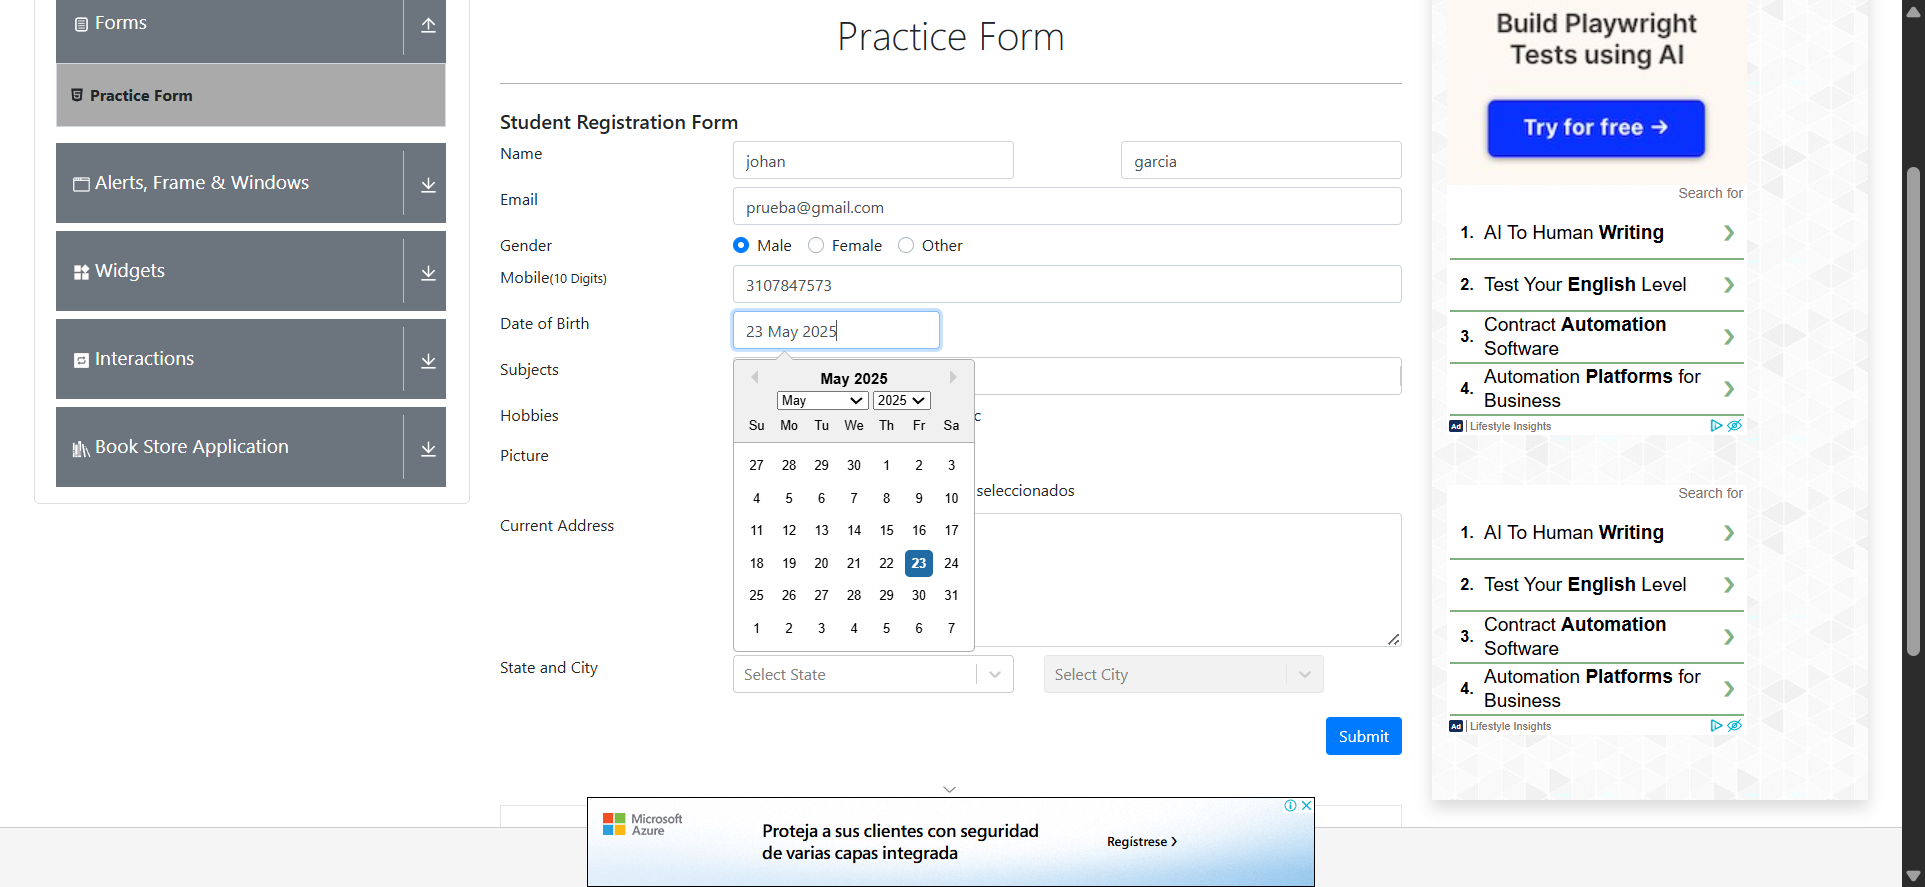 Forms
Practice Form
Alerts, Frame & Windows
Widgets
Interactions
Book Store Application
Practice Form
Student Registration Form
Name
johan
garcia
Email
prueba@gmail.com
Gender
Male
Female
Other
Mobile(10 Digits)
3107847573
Date of Birth
23 May 2025
Subjects
Hobbies
c
Picture
seleccionados
Current Address
May 2025
May
2025
Su Mo Tu We Th Fr Sa
27 28 29 30 1 2 3
4 5 6 7 8 9 10
11 12 13 14 15 16 17
18 19 20 21 22 23 24
25 26 27 28 29 30 31
1 2 3 4 5 6 7
State and City
Select State
Select City
Submit
Microsoft
Azure
Proteja a sus clientes con seguridad
de varias capas integrada
Regístrese
Build Playwright
Tests using AI
Try for free →
Search for
1. AI To Human Writing
2. Test Your English Level
3. Contract Automation
Software
4. Automation Platforms for
Business
Ad | Lifestyle Insights
Search for
1. AI To Human Writing
2. Test Your English Level
3. Contract Automation
Software
4. Automation Platforms for
Business
Ad | Lifestyle Insights